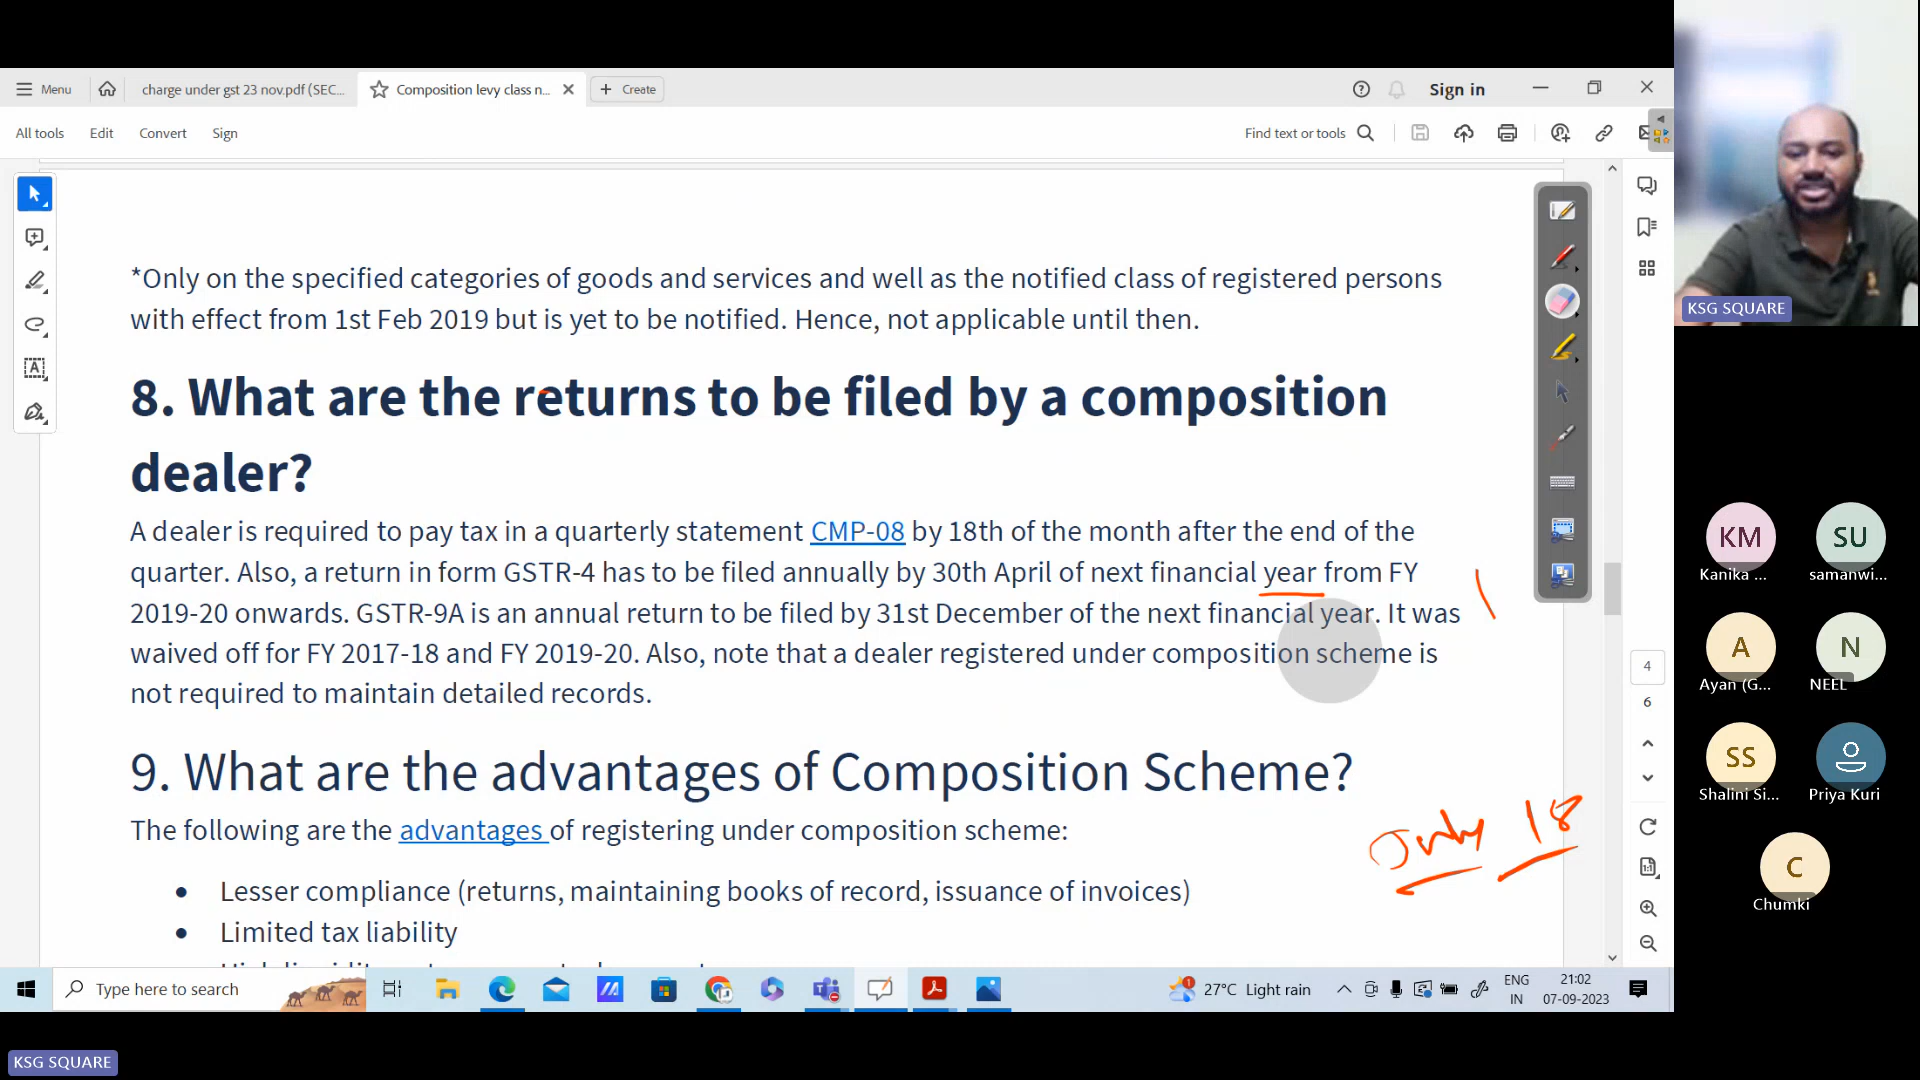 Menu
charge under gst 23 nov.pdf (SEC...
Composition levy class n...
Create
Sign in
All tools
Edit
Convert
Sign
Find text or tools
KSG SQUARE
*Only on the specified categories of goods and services and well as the notified class of registered persons
with effect from 1st Feb 2019 but is yet to be notified. Hence, not applicable until then.
8. What are the returns to be filed by a composition
dealer?
A dealer is required to pay tax in a quarterly statement CMP-08 by 18th of the month after the end of the
quarter. Also, a return in form GSTR-4 has to be filed annually by 30th April of next financial year from FY
2019-20 onwards. GSTR-9A is an annual return to be filed by 31st December of the next financial year. It was
waived off for FY 2017-18 and FY 2019-20. Also, note that a dealer registered under composition scheme is
not required to maintain detailed records.
9. What are the advantages of Composition Scheme?
The following are the advantages of registering under composition scheme:
• Lesser compliance (returns, maintaining books of record, issuance of invoices)
• Limited tax liability
18
4
6
1:1
KM
Kanika ...
SU
samanwi...
A
Ayan (G...
N
NEEL
SS
Shalini Si...
Priya Kuri
C
Chumki
Type here to search
27°C Light rain
ENG
IN
21:02
07-09-2023
KSG SQUARE